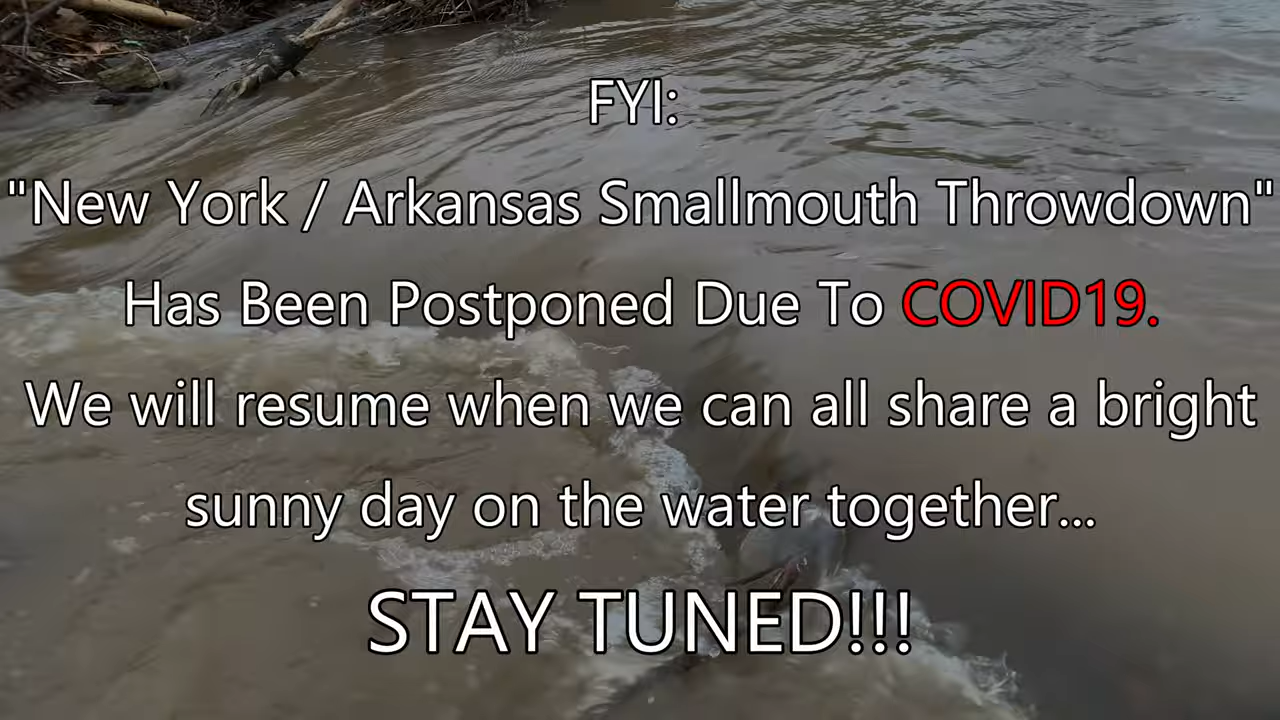 FYI:
"New York / Arkansas Smallmouth Throwdown"
Has Been Postponed Due To COVID19.
We will resume when we can all share a bright
sunny day on the water together...
STAY TUNED!!!